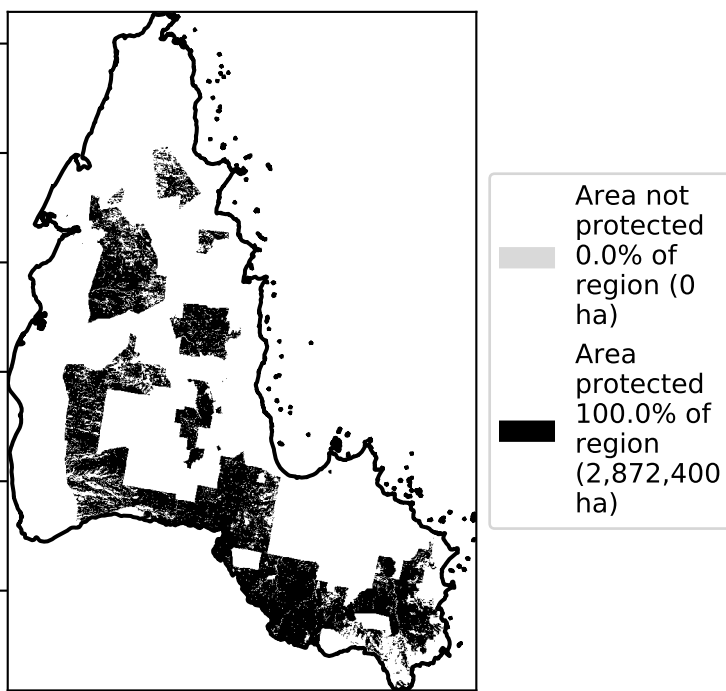 Area not
protected
0.0% of
region (0
ha)
Area
protected
100.0% of
region
(2,872,400
ha)